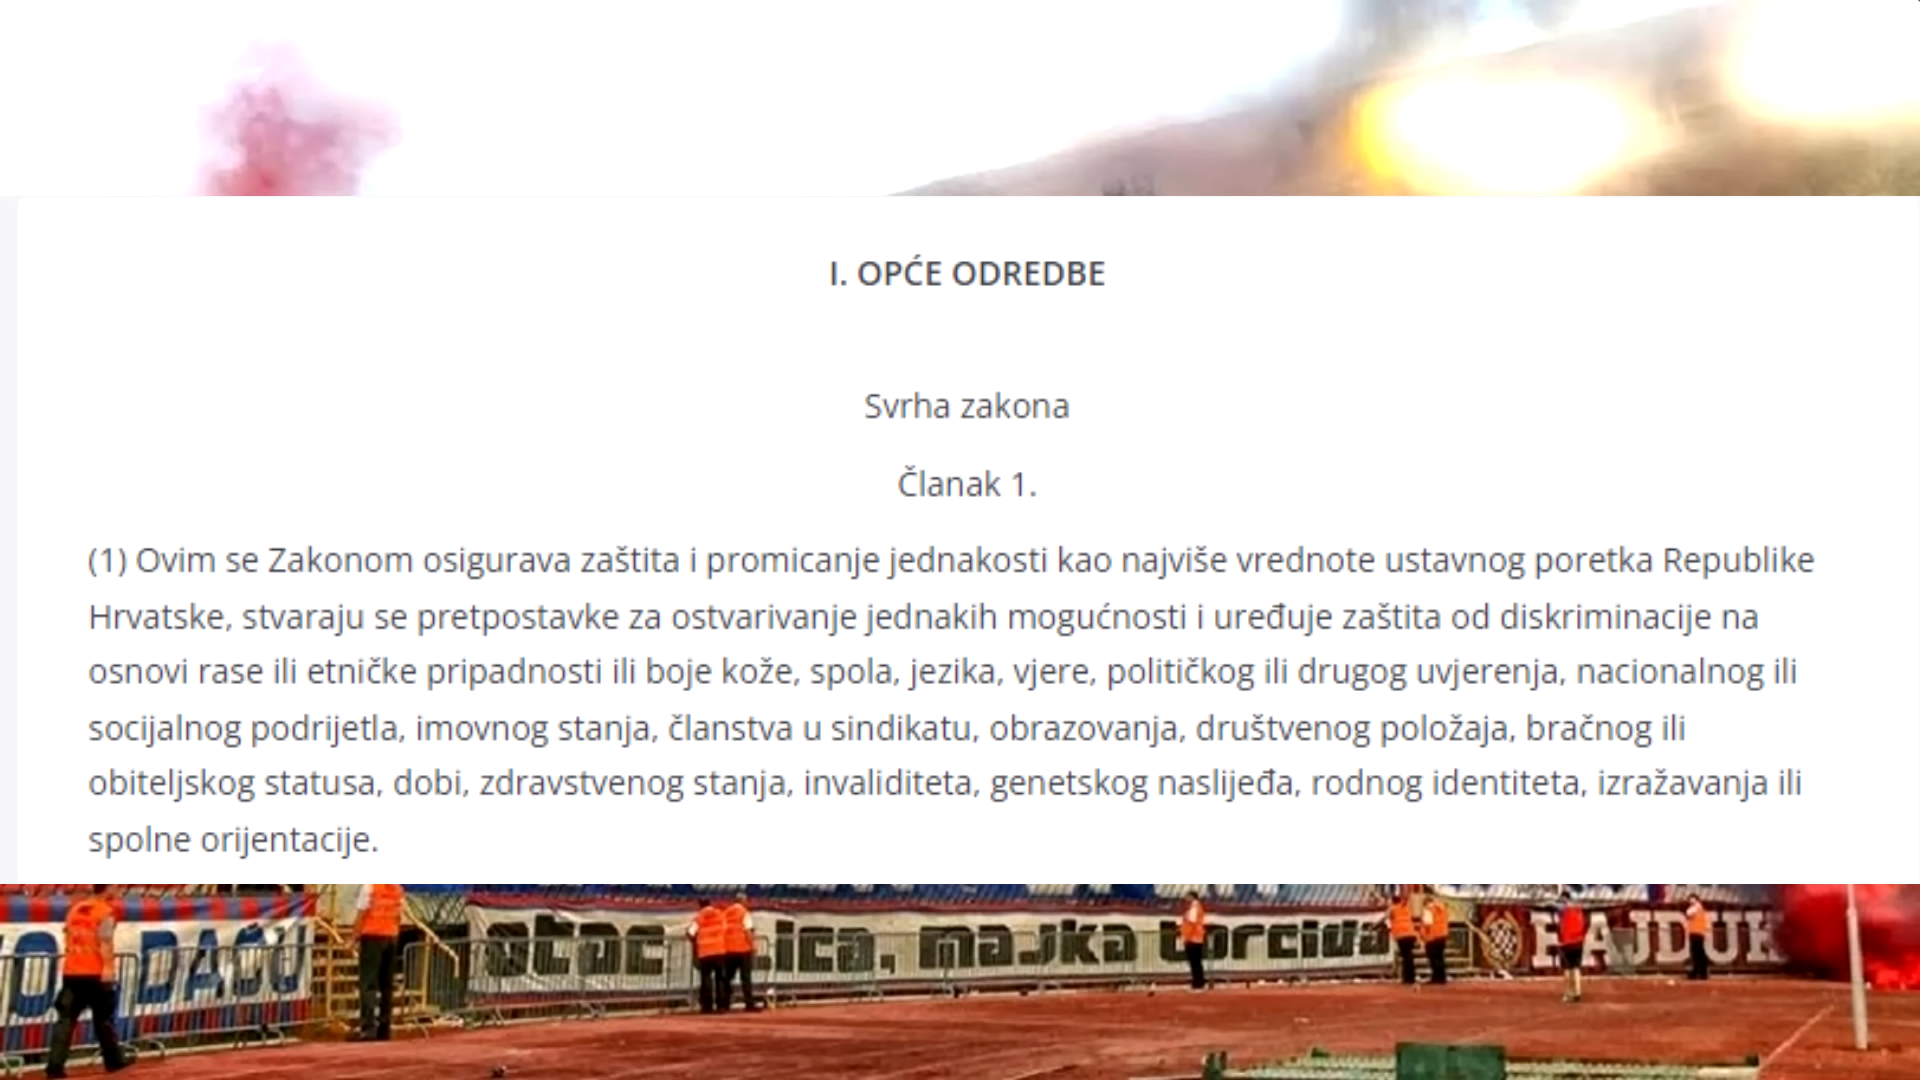 I. OPĆE ODREDBE
Svrha zakona
Članak 1.
(1) Ovim se Zakonom osigurava zaštita i promicanje jednakosti kao najviše vrednote ustavnog poretka Republike
Hrvatske, stvaraju se pretpostavke za ostvarivanje jednakih mogućnosti i uređuje zaštita od diskriminacije na
osnovi rase ili etničke pripadnosti ili boje kože, spola, jezika, vjere, političkog ili drugog uvjerenja, nacionalnog ili
socijalnog podrijetla, imovnog stanja, članstva u sindikatu, obrazovanja, društvenog položaja, bračnog ili
obiteljskog statusa, dobi, zdravstvenog stanja, invaliditeta, genetskog naslijeđa, rodnog identiteta, izražavanja ili
spolne orijentacije.
otac majka torcida
HAJDUK